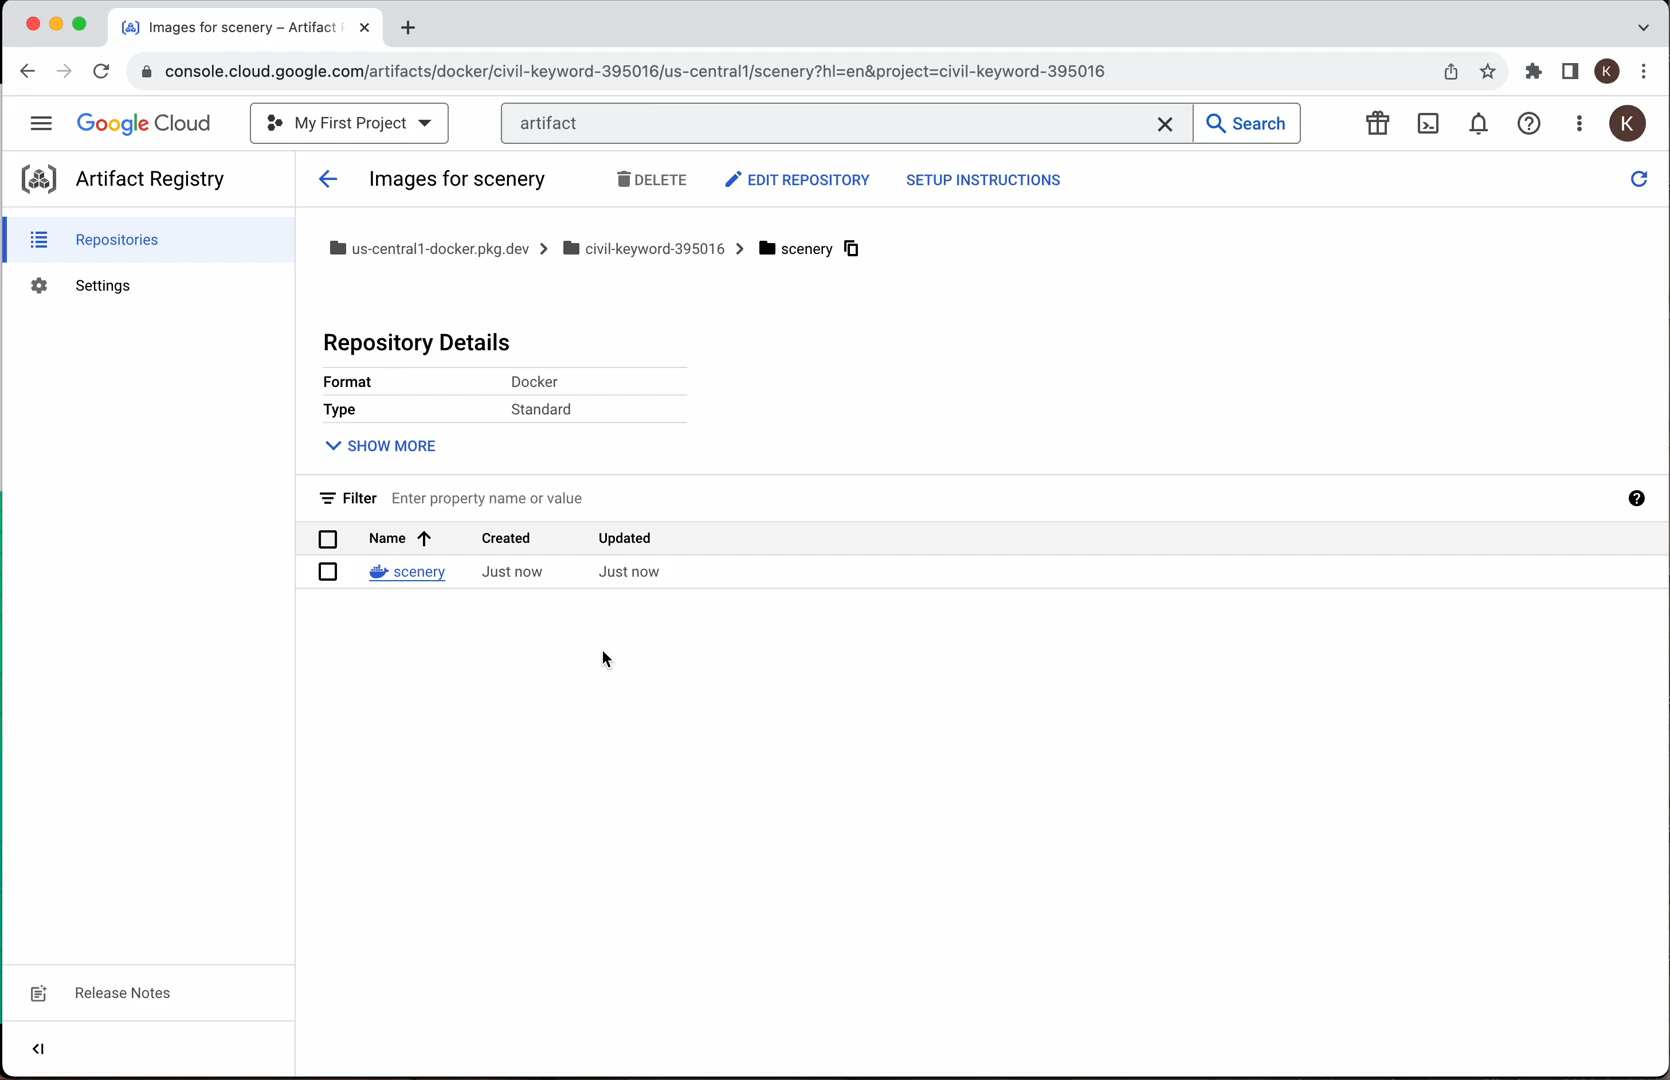 Images for scenery – Artifact
console.cloud.google.com/artifacts/docker/civil-keyword-395016/us-central1/scenery?hl=en&project=civil-keyword-395016
K
Google Cloud
My First Project
artifact
Search
K
Artifact Registry
Images for scenery
DELETE
EDIT REPOSITORY
SETUP INSTRUCTIONS
Repositories
Settings
us-central1-docker.pkg.dev
civil-keyword-395016
scenery
Repository Details
Format Docker
Type Standard
SHOW MORE
Filter Enter property name or value
Name Created Updated
scenery Just now Just now
Release Notes